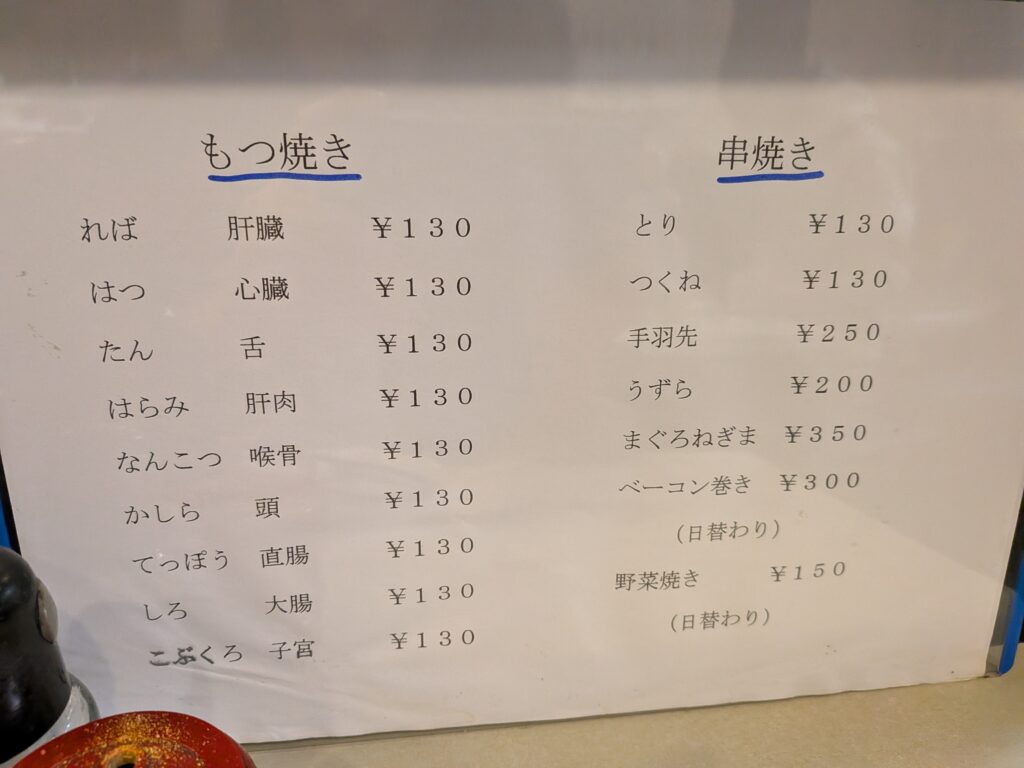 もつ焼き
れば 肝臓 ￥１３０
はつ 心臓 ￥１３０
たん 舌 ￥１３０
はらみ 肝肉 ￥１３０
なんこつ 喉骨 ￥１３０
かしら 頭 ￥１３０
てっぽう 直腸 ￥１３０
しろ 大腸 ￥１３０
こぶくろ 子宮 ￥１３０
串焼き
とり ￥１３０
つくね ￥１３０
手羽先 ￥２５０
うずら ￥２００
まぐろねぎま ￥３５０
ベーコン巻き ￥３００
（日替わり）
野菜焼き ￥１５０
（日替わり）